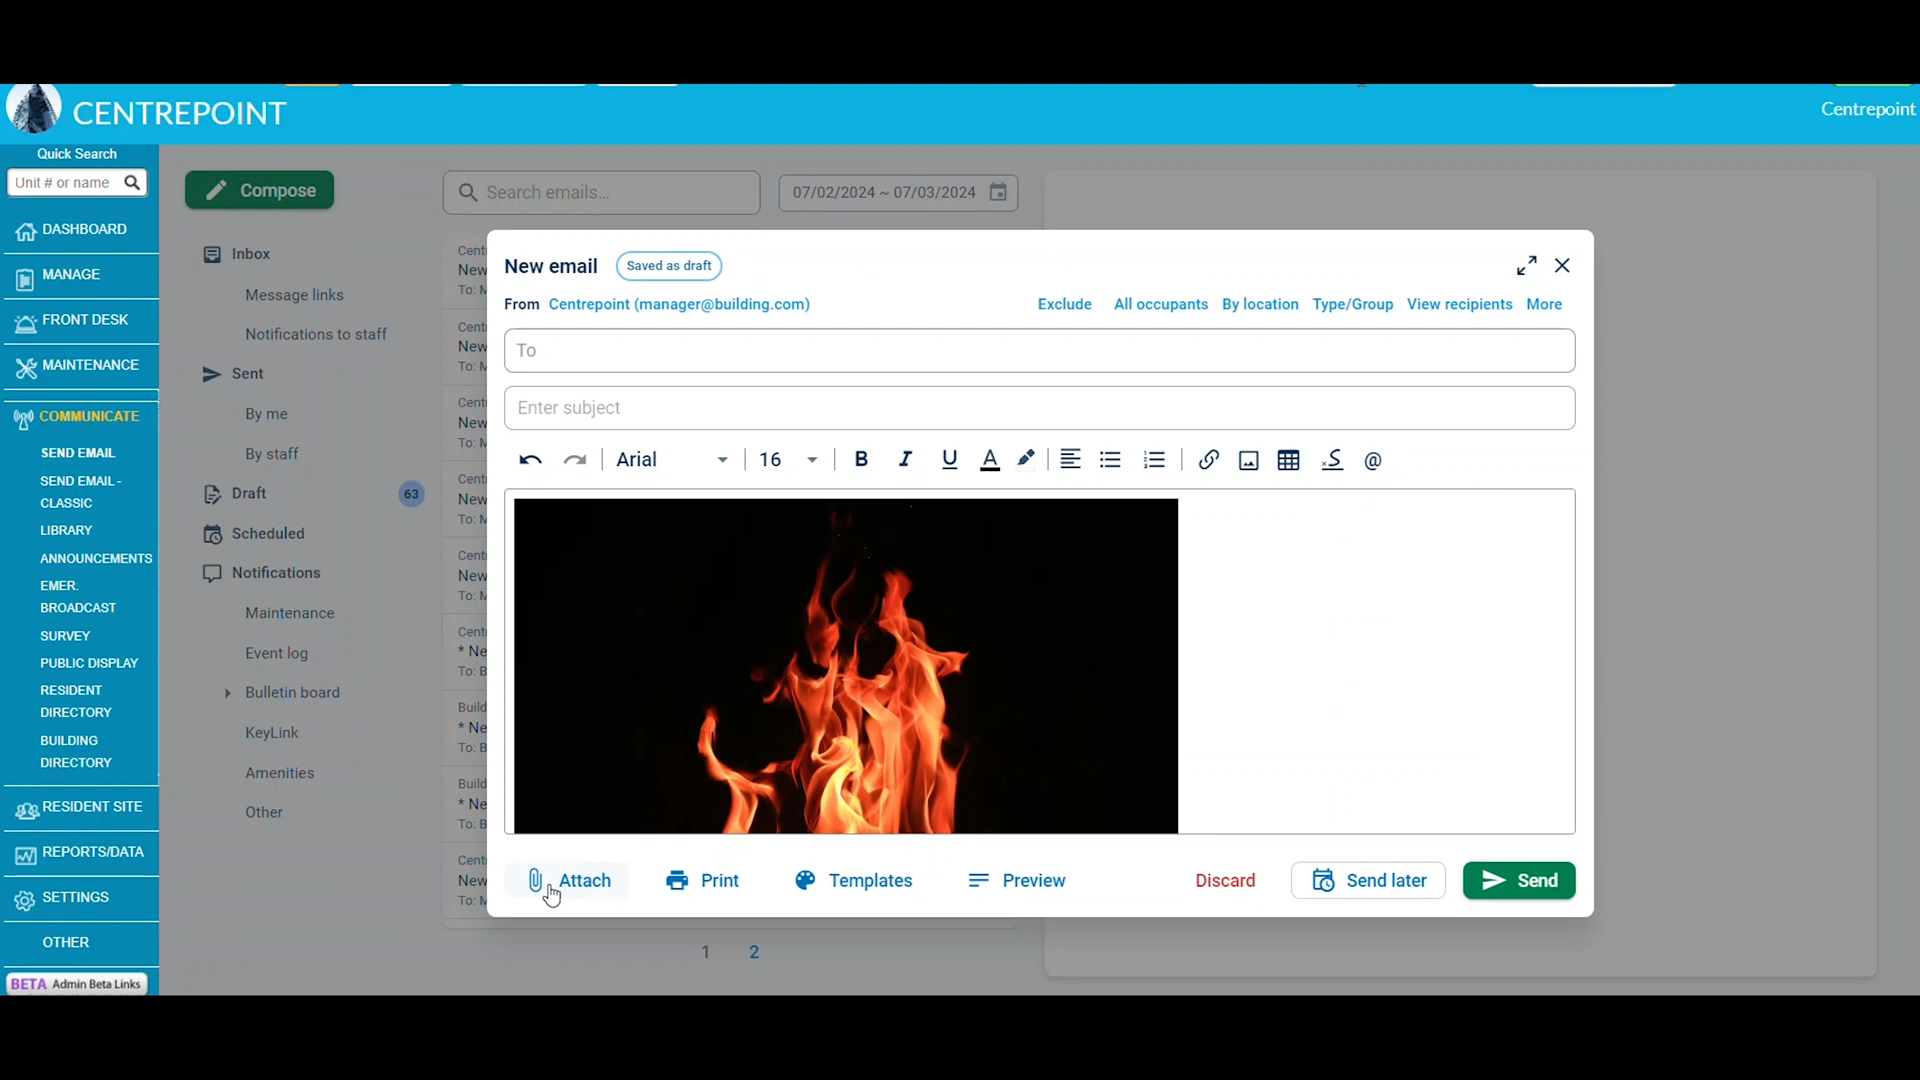 CENTREPOINT
Centrepoint
Quick Search
Unit # or name
DASHBOARD
MANAGE
FRONT DESK
MAINTENANCE
COMMUNICATE
SEND EMAIL
SEND EMAIL -
CLASSIC
LIBRARY
ANNOUNCEMENTS
EMER.
BROADCAST
SURVEY
PUBLIC DISPLAY
RESIDENT
DIRECTORY
BUILDING
DIRECTORY
RESIDENT SITE
REPORTS/DATA
SETTINGS
OTHER
BETA Admin Beta Links
Compose
Inbox
Message links
Notifications to staff
Sent
By me
By staff
Draft 63
Scheduled
Notifications
Maintenance
Event log
Bulletin board
KeyLink
Amenities
Other
Search emails...
07/02/2024 ~ 07/03/2024
New email Saved as draft
From Centrepoint (manager@building.com) Exclude All occupants By location Type/Group View recipients More
To
Enter subject
Arial 16 B I U A @
Attach Print Templates Preview Discard Send later Send
1 2